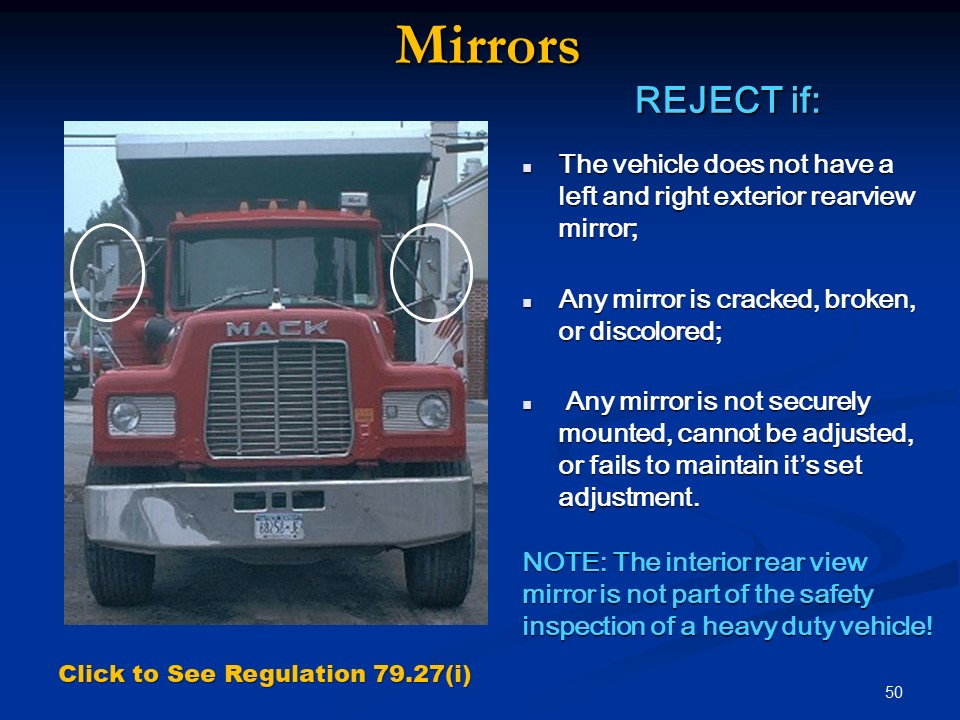 Mirrors
REJECT if:
MACK
The vehicle does not have a
left and right exterior rearview
mirror;
Any mirror is cracked, broken,
or discolored;
Any mirror is not securely
mounted, cannot be adjusted,
or fails to maintain it's set
adjustment.
NOTE: The interior rear view
mirror is not part of the safety
inspection of a heavy duty vehicle!
Click to See Regulation 79.27(i)
50